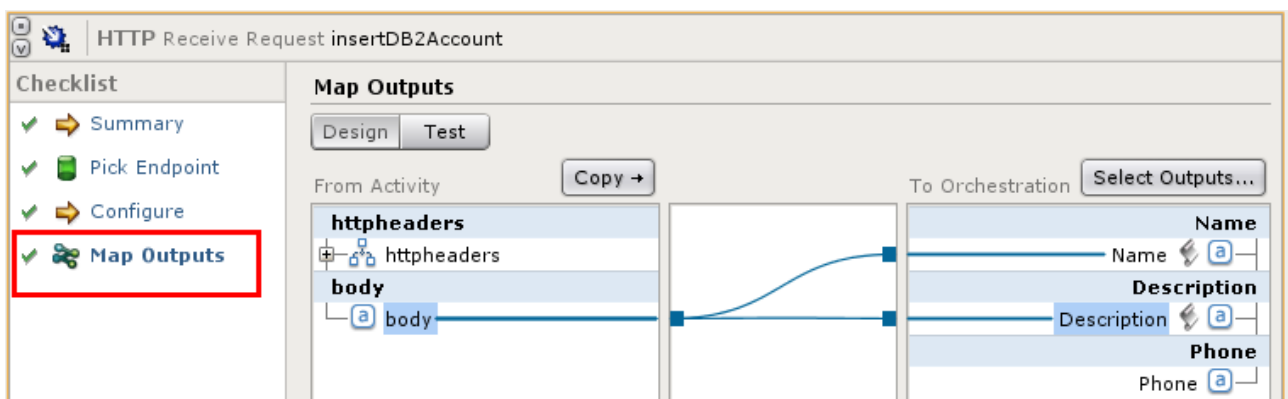 HTTP Receive Request insertDB2Account
Checklist
Summary
Pick Endpoint
Configure
Map Outputs
Map Outputs
Design Test
From Activity Copy → To Orchestration Select Outputs...
httpheaders
httpheaders
body
a body
Name
Name a
Description
Description a
Phone
Phone a